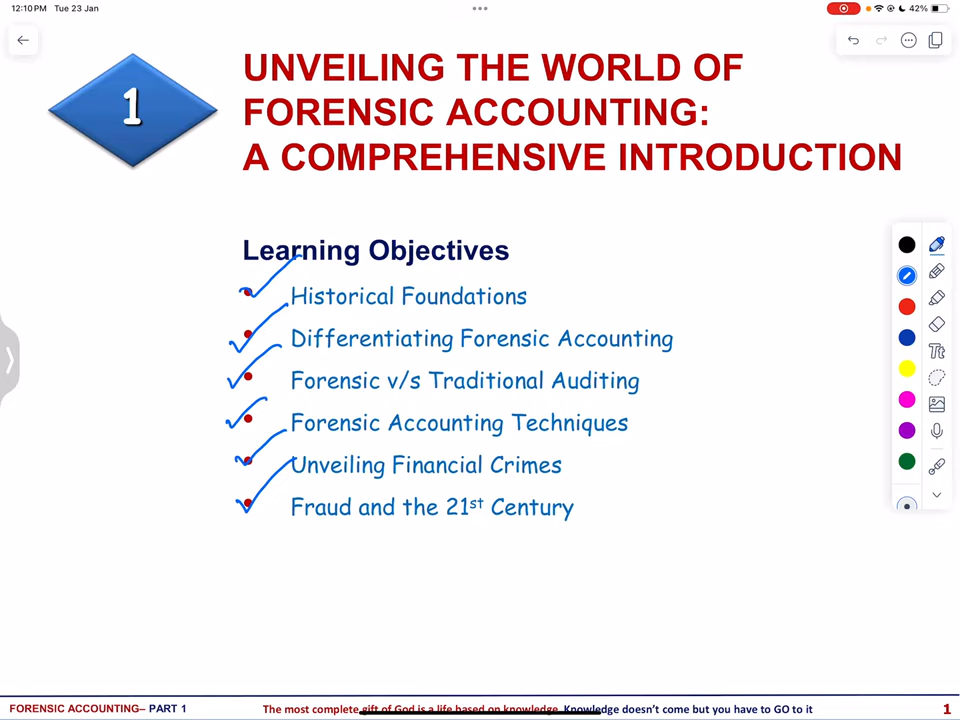 12:10 PM Tue 23 Jan
42%
1
UNVEILING THE WORLD OF
FORENSIC ACCOUNTING:
A COMPREHENSIVE INTRODUCTION
Learning Objectives
Historical Foundations
Differentiating Forensic Accounting
Forensic v/s Traditional Auditing
Forensic Accounting Techniques
Unveiling Financial Crimes
Fraud and the 21st Century
Tt
FORENSIC ACCOUNTING– PART 1
The most complete gift of God is a life based on knowledge. Knowledge doesn't come but you have to GO to it
1